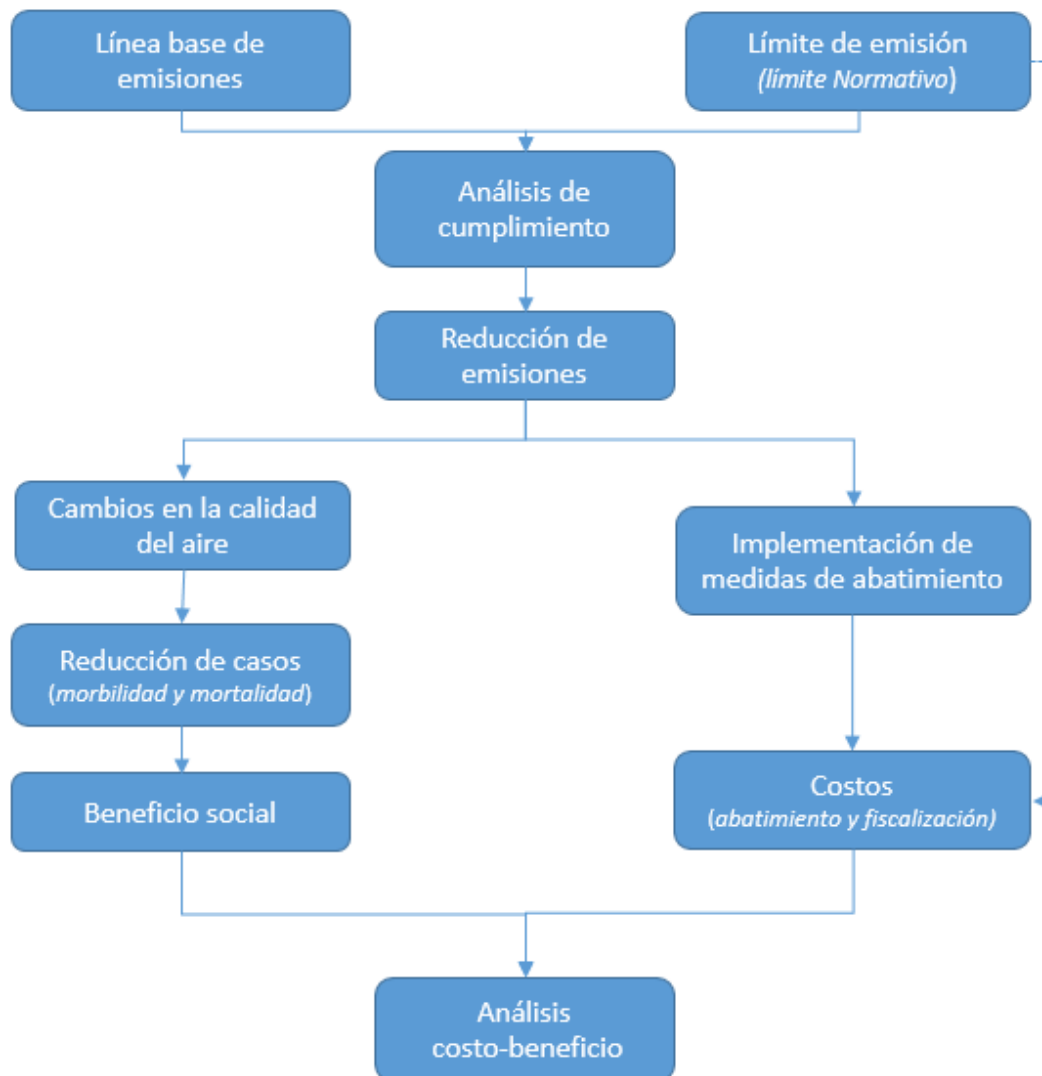 Línea base de
emisiones
Límite de emisión
(límite Normativo)
Análisis de
cumplimiento
Reducción de
emisiones
Cambios en la calidad
del aire
Implementación de
medidas de abatimiento
Reducción de casos
(morbilidad y mortalidad)
Beneficio social
Costos
(abatimiento y fiscalización)
Análisis
costo-beneficio